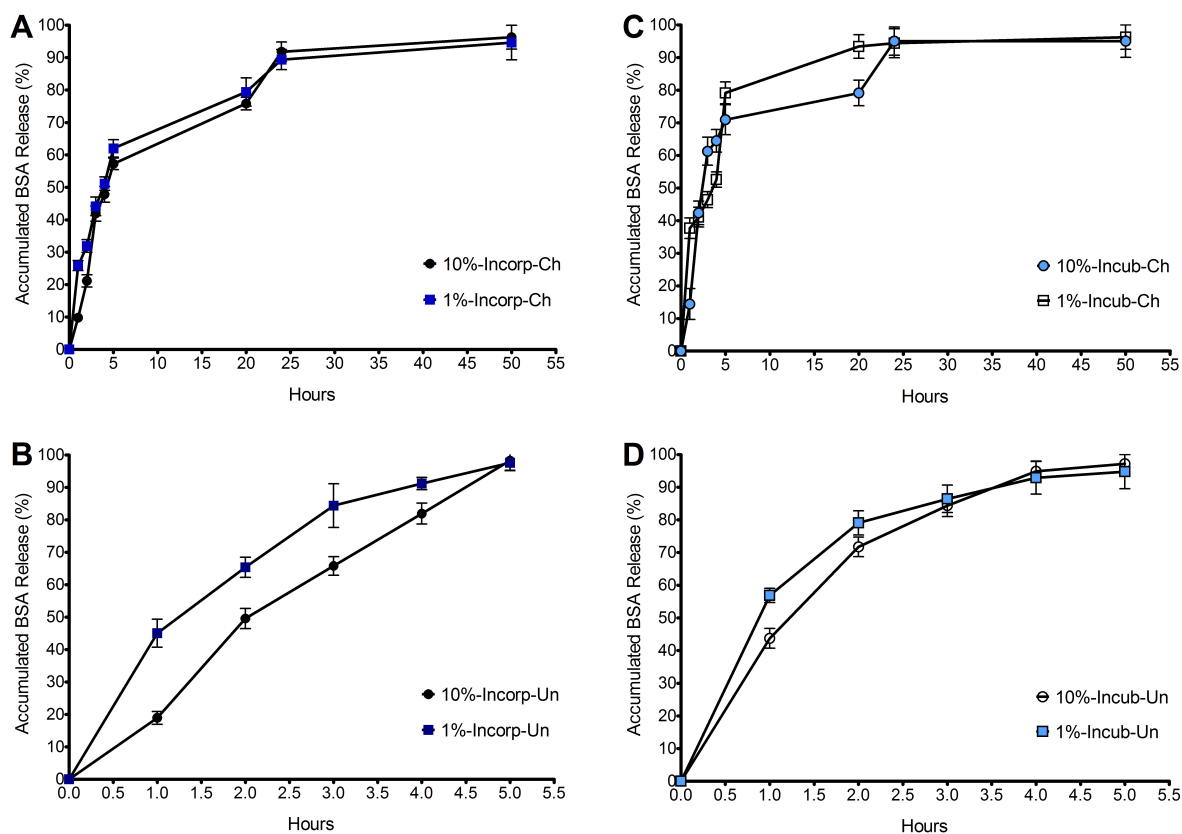 A
Accumulated BSA Release (%)
100
90
80
70
60
50
40
30
20
10
0
0 5 10 15 20 25 30 35 40 45 50 55
Hours
10%-Incorp-Ch
1%-Incorp-Ch
C
Accumulated BSA Release (%)
100
90
80
70
60
50
40
30
20
10
0
0 5 10 15 20 25 30 35 40 45 50 55
Hours
10%-Incub-Ch
1%-Incub-Ch
B
Accumulated BSA Release (%)
100
90
80
70
60
50
40
30
20
10
0
0.0 0.5 1.0 1.5 2.0 2.5 3.0 3.5 4.0 4.5 5.0 5.5
Hours
10%-Incorp-Un
1%-Incorp-Un
D
Accumulated BSA Release (%)
100
90
80
70
60
50
40
30
20
10
0
0.0 0.5 1.0 1.5 2.0 2.5 3.0 3.5 4.0 4.5 5.0 5.5
Hours
10%-Incub-Un
1%-Incub-Un